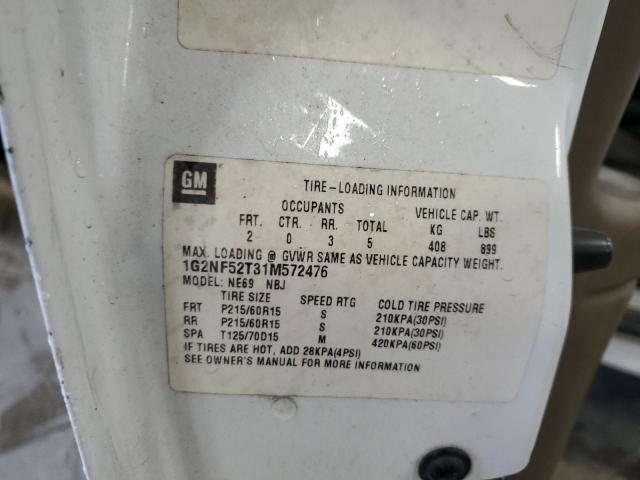 GM
TIRE-LOADING INFORMATION
OCCUPANTS VEHICLE CAP. WT.
FRT. CTR. RR. TOTAL KG LBS
2 0 3 5 408 899
MAX. LOADING @ GVWR SAME AS VEHICLE CAPACITY WEIGHT.
1G2NF52T31M572476
MODEL: NE69 NBJ
TIRE SIZE SPEED RTG COLD TIRE PRESSURE
FRT P215/60R15 S 210KPA(30PSI)
RR P215/60R15 S 210KPA(30PSI)
SPA T125/70D15 M 420KPA(60PSI)
IF TIRES ARE HOT, ADD 28KPA(4PSI)
SEE OWNER'S MANUAL FOR MORE INFORMATION